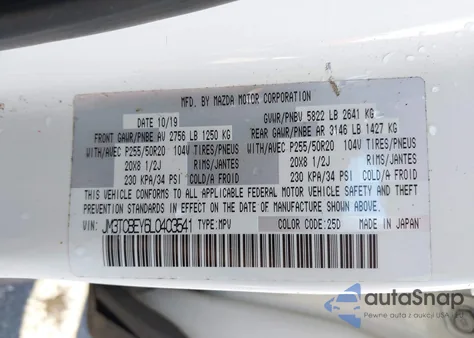 MFD. BY MAZDA MOTOR CORPORATION
DATE 10/19 GVWR/PNBV 5822 LB 2641 KG
FRONT GAWR/PNBE AV 2756 LB 1250 KG REAR GAWR/PNBE AR 3146 LB 1427 KG
WITH/AVEC P255/50R20 104V TIRES/PNEUS WITH/AVEC P255/50R20 104V TIRES/PNEUS
20X8 1/2J RIMS/JANTES 20X8 1/2J RIMS/JANTES
230 KPA/34 PSI COLD/A FROID 230 KPA/34 PSI COLD/A FROID
THIS VEHICLE CONFORMS TO ALL APPLICABLE FEDERAL MOTOR VEHICLE SAFETY,
IN EFFECT ON THE DATE OF MANUFACTURE SHOWN ABOVE.
VIN: JM3TCBEY6L0403541 TYPE:MPV COLOR CODE:25D MADE IN JAPAN
autoSnap
Pewne auta z aukcji USA